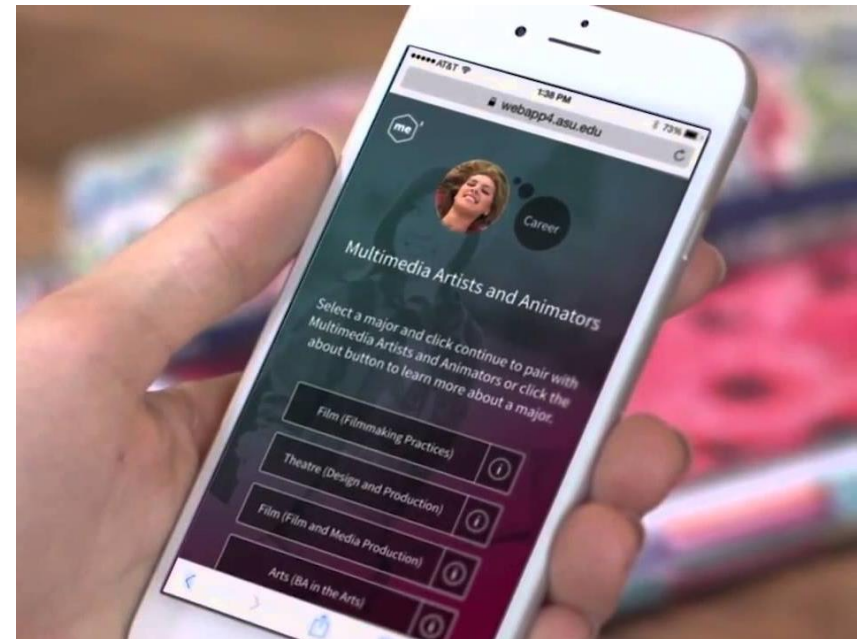 AT&T
1:38 PM
73%
webapp4.asu.edu
me
Career
Multimedia Artists and Animators
Select a major and click continue to pair with
Multimedia Artists and Animators or click the
about button to learn more about a major.
Film (Filmmaking Practices)
Theatre (Design and Production)
Film (Film and Media Production)
Arts (BA in the Arts)